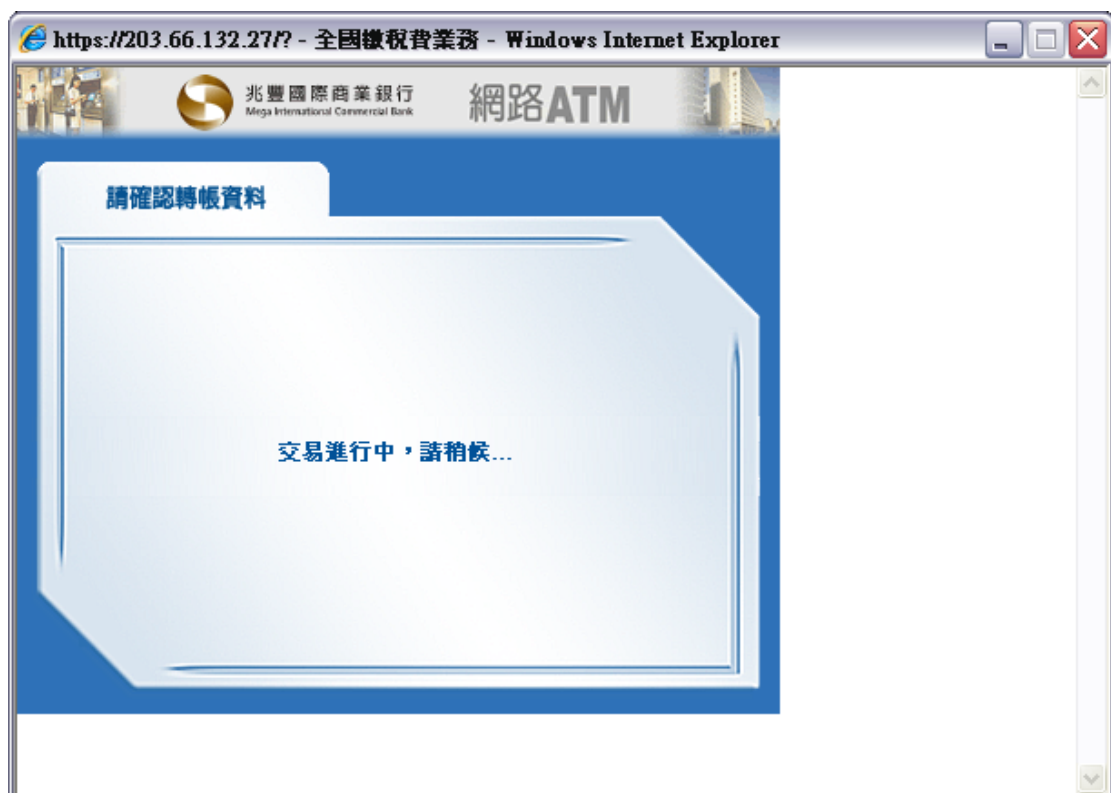 https://203.66.132.27/? - 全國繳稅費業務 - Windows Internet Explorer
兆豐國際商業銀行
Mega International Commercial Bank
網路ATM
請確認轉帳資料
交易進行中，請稍候...